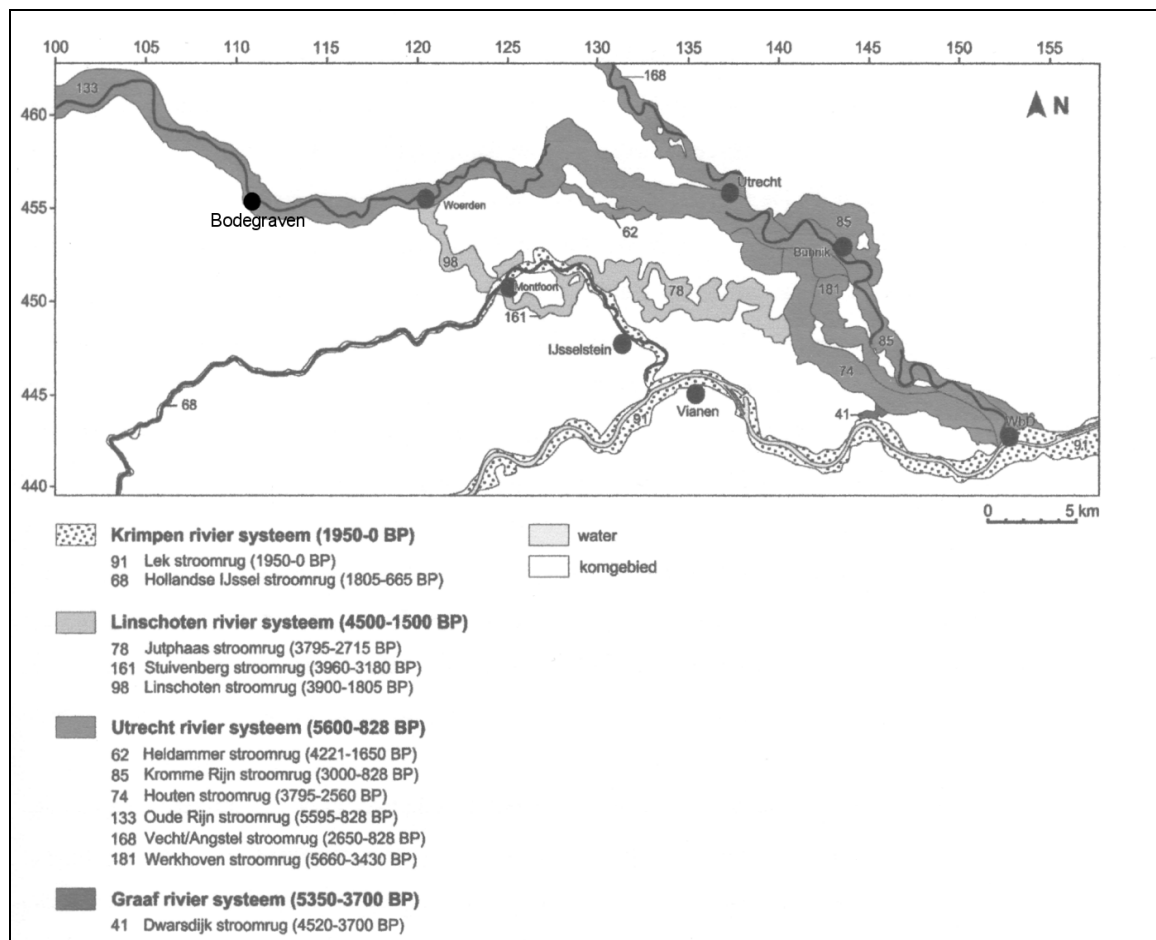 100 105 110 115 120 125 130 135 140 145 150 155
168
133
460
N
Utrecht
455
Woerden
Bodegraven
85
62
Bunnik
98
450
Montfoort
78
181
161
IJsselstein
85
445
74
68
Vianen
41
WbD
91
91
440
0 5 km
Krimpen rivier systeem (1950-0 BP)
91 Lek stroomrug (1950-0 BP)
68 Hollandse IJssel stroomrug (1805-665 BP)
water
komgebied
Linschoten rivier systeem (4500-1500 BP)
78 Jutphaas stroomrug (3795-2715 BP)
161 Stuivenberg stroomrug (3960-3180 BP)
98 Linschoten stroomrug (3900-1805 BP)
Utrecht rivier systeem (5600-828 BP)
62 Heldammer stroomrug (4221-1650 BP)
85 Kromme Rijn stroomrug (3000-828 BP)
74 Houten stroomrug (3795-2560 BP)
133 Oude Rijn stroomrug (5595-828 BP)
168 Vecht/Angstel stroomrug (2650-828 BP)
181 Werkhoven stroomrug (5660-3430 BP)
Graaf rivier systeem (5350-3700 BP)
41 Dwarsdijk stroomrug (4520-3700 BP)